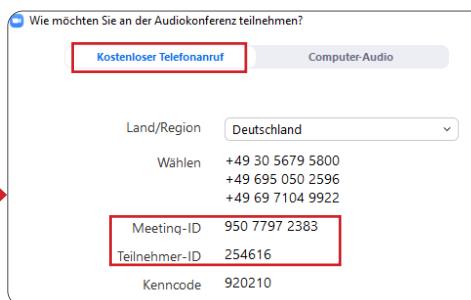 Wie möchten Sie an der Audiokonferenz teilnehmen?
Kostenloser Telefonanruf Computer-Audio
Land/Region Deutschland
Wählen +49 30 5679 5800
+49 695 050 2596
+49 69 7104 9922
Meeting-ID 950 7797 2383
Teilnehmer-ID 254616
Kenncode 920210